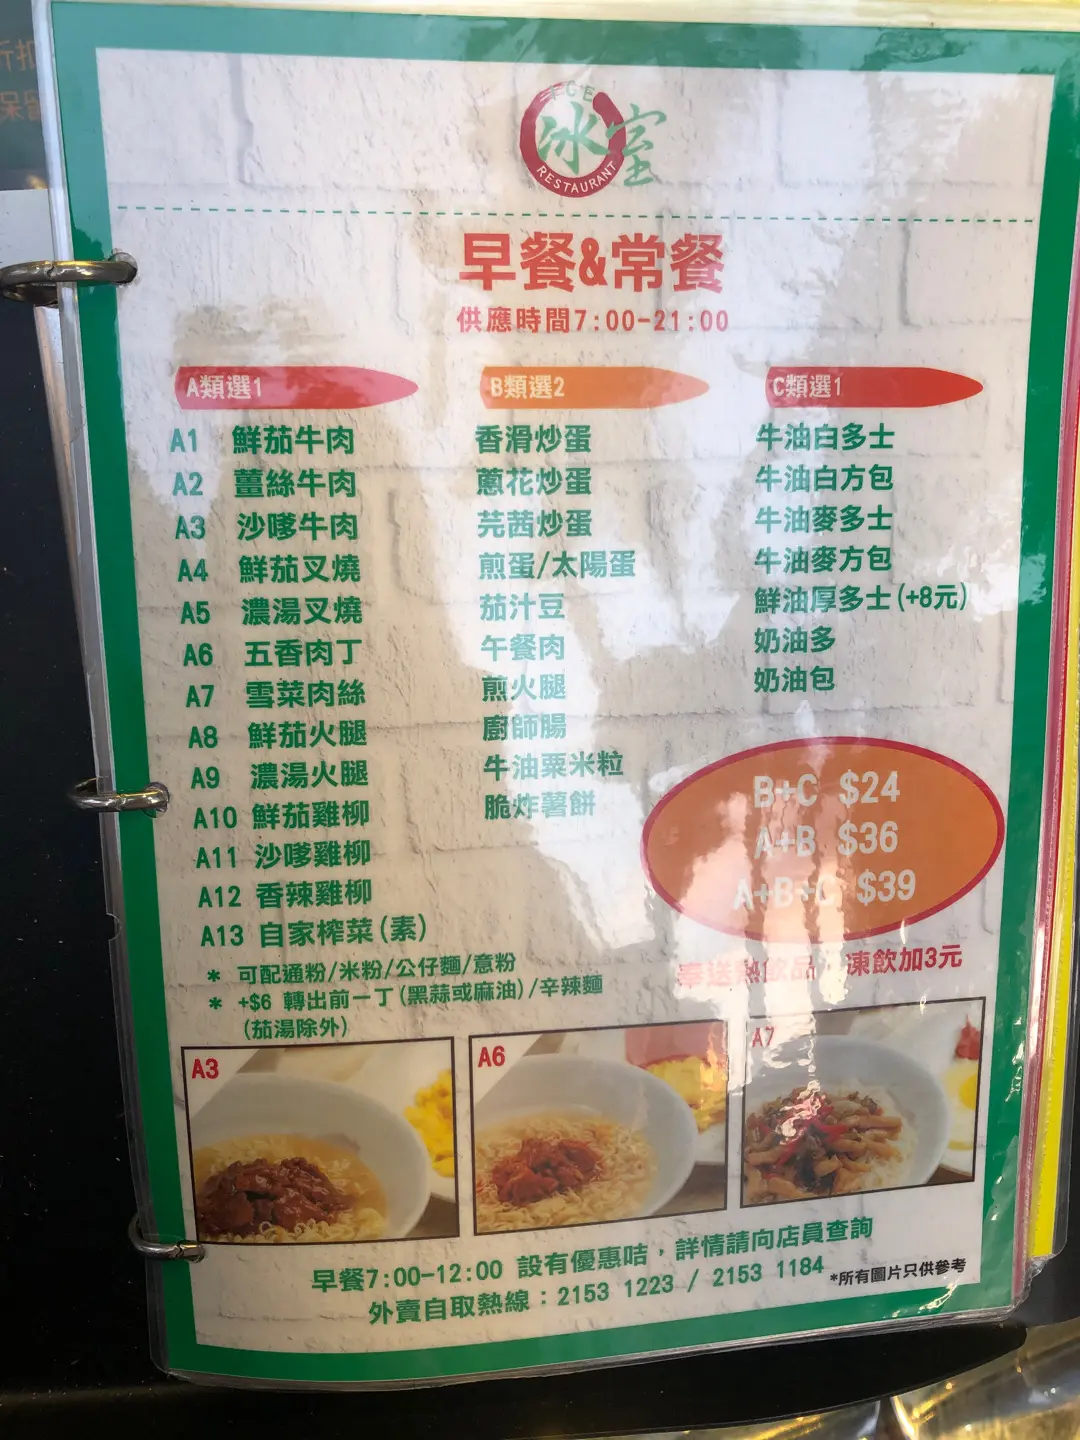 冰室
RESTAURANT
早餐&常餐
供應時間7:00-21:00
A類選1
A1 鮮茄牛肉
A2 薑絲牛肉
A3 沙嗲牛肉
A4 鮮茄叉燒
A5 濃湯叉燒
A6 五香肉丁
A7 雪菜肉絲
A8 鮮茄火腿
A9 濃湯火腿
A10 鮮茄雞柳
A11 沙嗲雞柳
A12 香辣雞柳
A13 自家榨菜(素)
* 可配通粉/米粉/公仔麵/意粉
* +$6 轉出前一丁(黑蒜或麻油)/辛辣麵
(茄湯除外)
B類選2
香滑炒蛋
蔥花炒蛋
芫茜炒蛋
煎蛋/太陽蛋
茄汁豆
午餐肉
煎火腿
廚師腸
牛油粟米粒
脆炸薯餅
C類選1
牛油白多士
牛油白方包
牛油麥多士
牛油麥方包
鮮油厚多士(+8元)
奶油多
奶油包
B+C $24
A+B $36
A+B+C $39
奉送熱飲品 凍飲加3元
A3
A6
A7
早餐7:00-12:00 設有優惠咭，詳情請向店員查詢
外賣自取熱線：2153 1223 / 2153 1184
*所有圖片只供參考